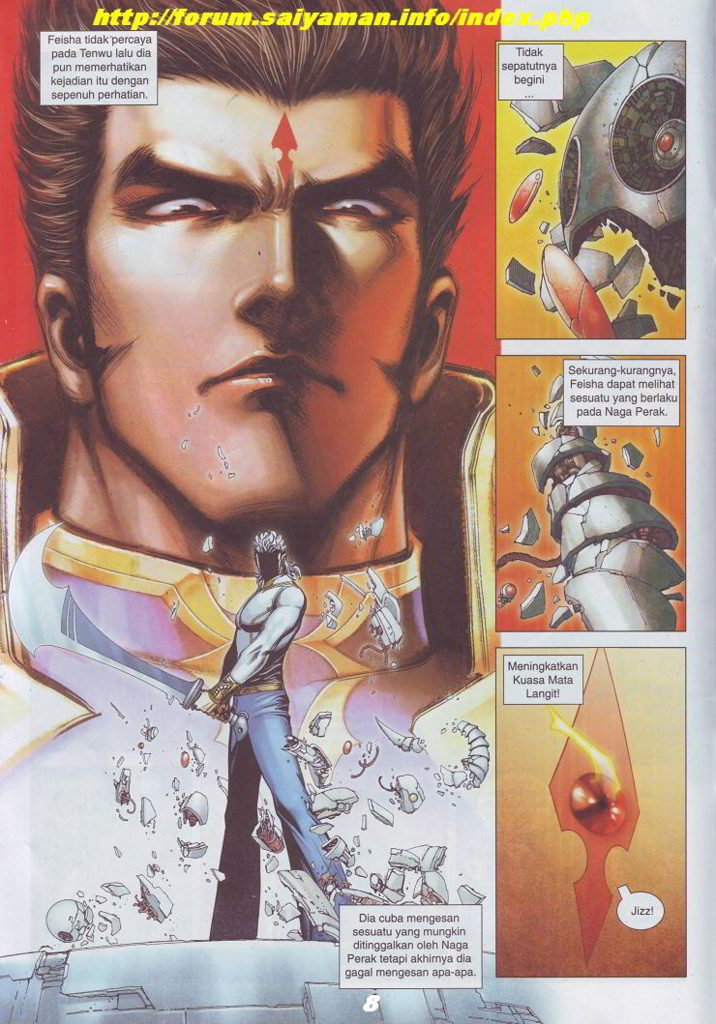 http://forum.saiyaman.info/index.php
Feisha tidak percaya
pada Tenwu lalu dia
pun memerhatikan
kejadian itu dengan
sepenuh perhatian.
Tidak
sepatutnya
begini
...
Sekurang-kurangnya,
Feisha dapat melihat
sesuatu yang berlaku
pada Naga Perak.
Meningkatkan
Kuasa Mata
Langit!
Jizz!
Dia cuba mengesan
sesuatu yang mungkin
ditinggalkan oleh Naga
Perak tetapi akhirnya dia
gagal mengesan apa-apa.
8